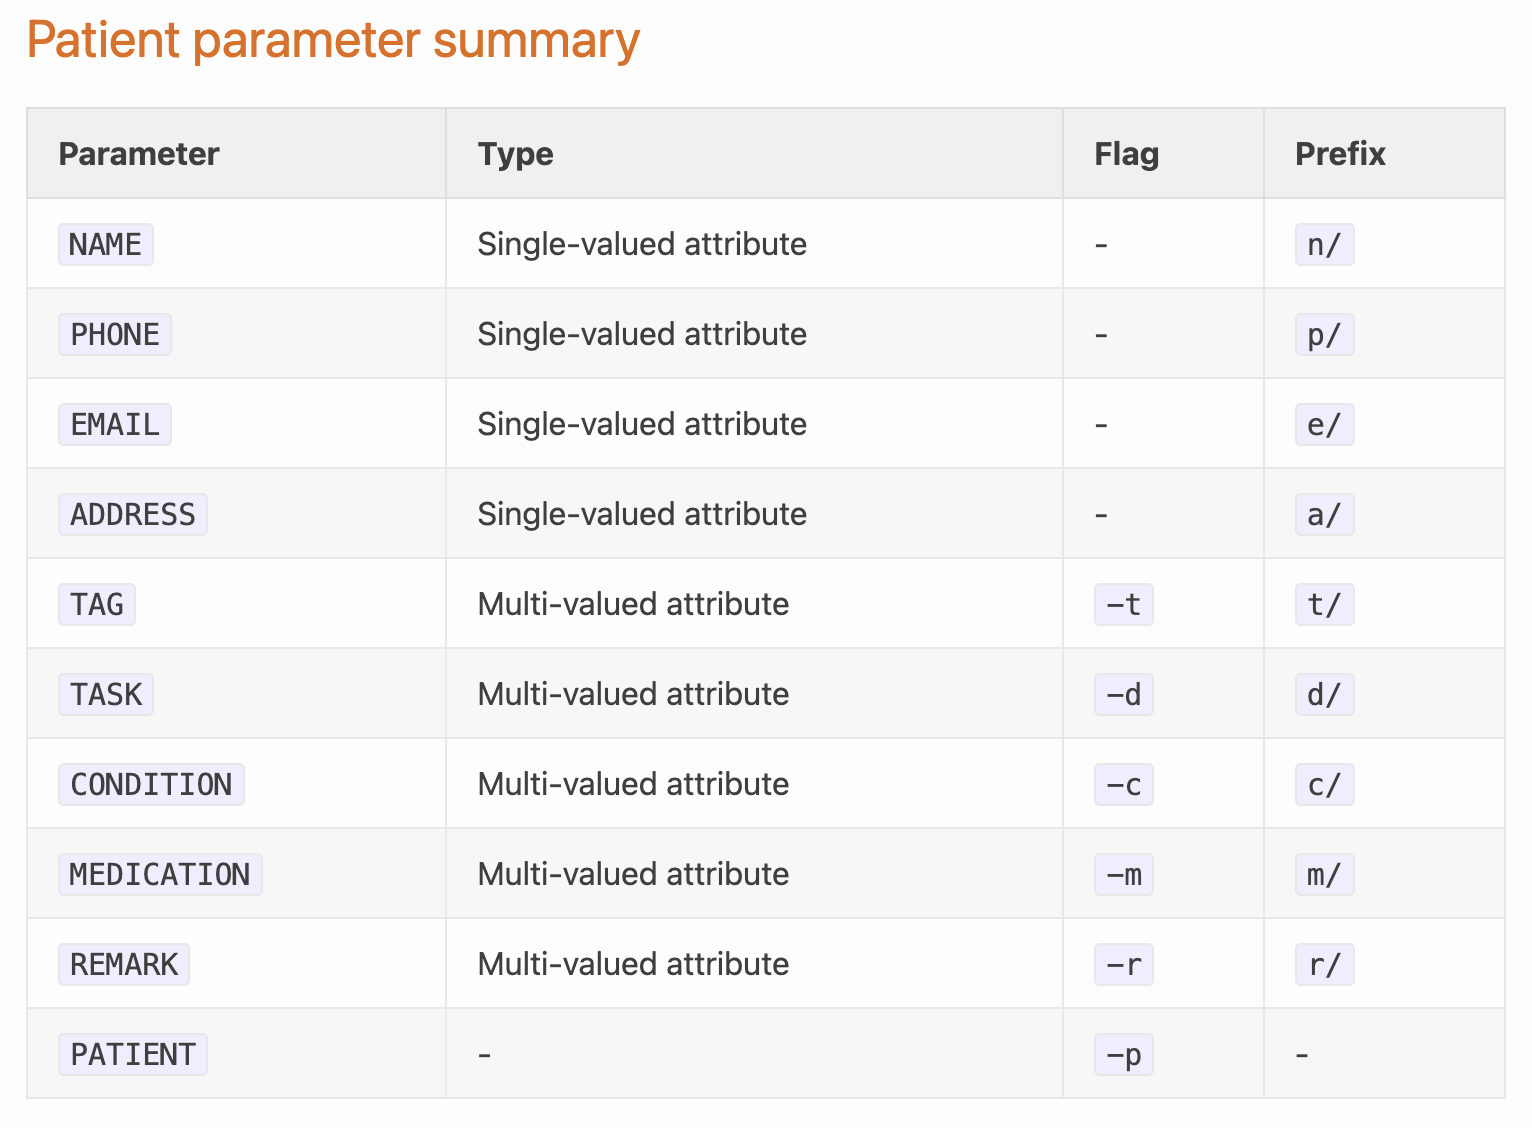 Patient parameter summary
Parameter Type Flag Prefix
NAME Single-valued attribute - n/
PHONE Single-valued attribute - p/
EMAIL Single-valued attribute - e/
ADDRESS Single-valued attribute - a/
TAG Multi-valued attribute -t t/
TASK Multi-valued attribute -d d/
CONDITION Multi-valued attribute -c c/
MEDICATION Multi-valued attribute -m m/
REMARK Multi-valued attribute -r r/
PATIENT - -p -